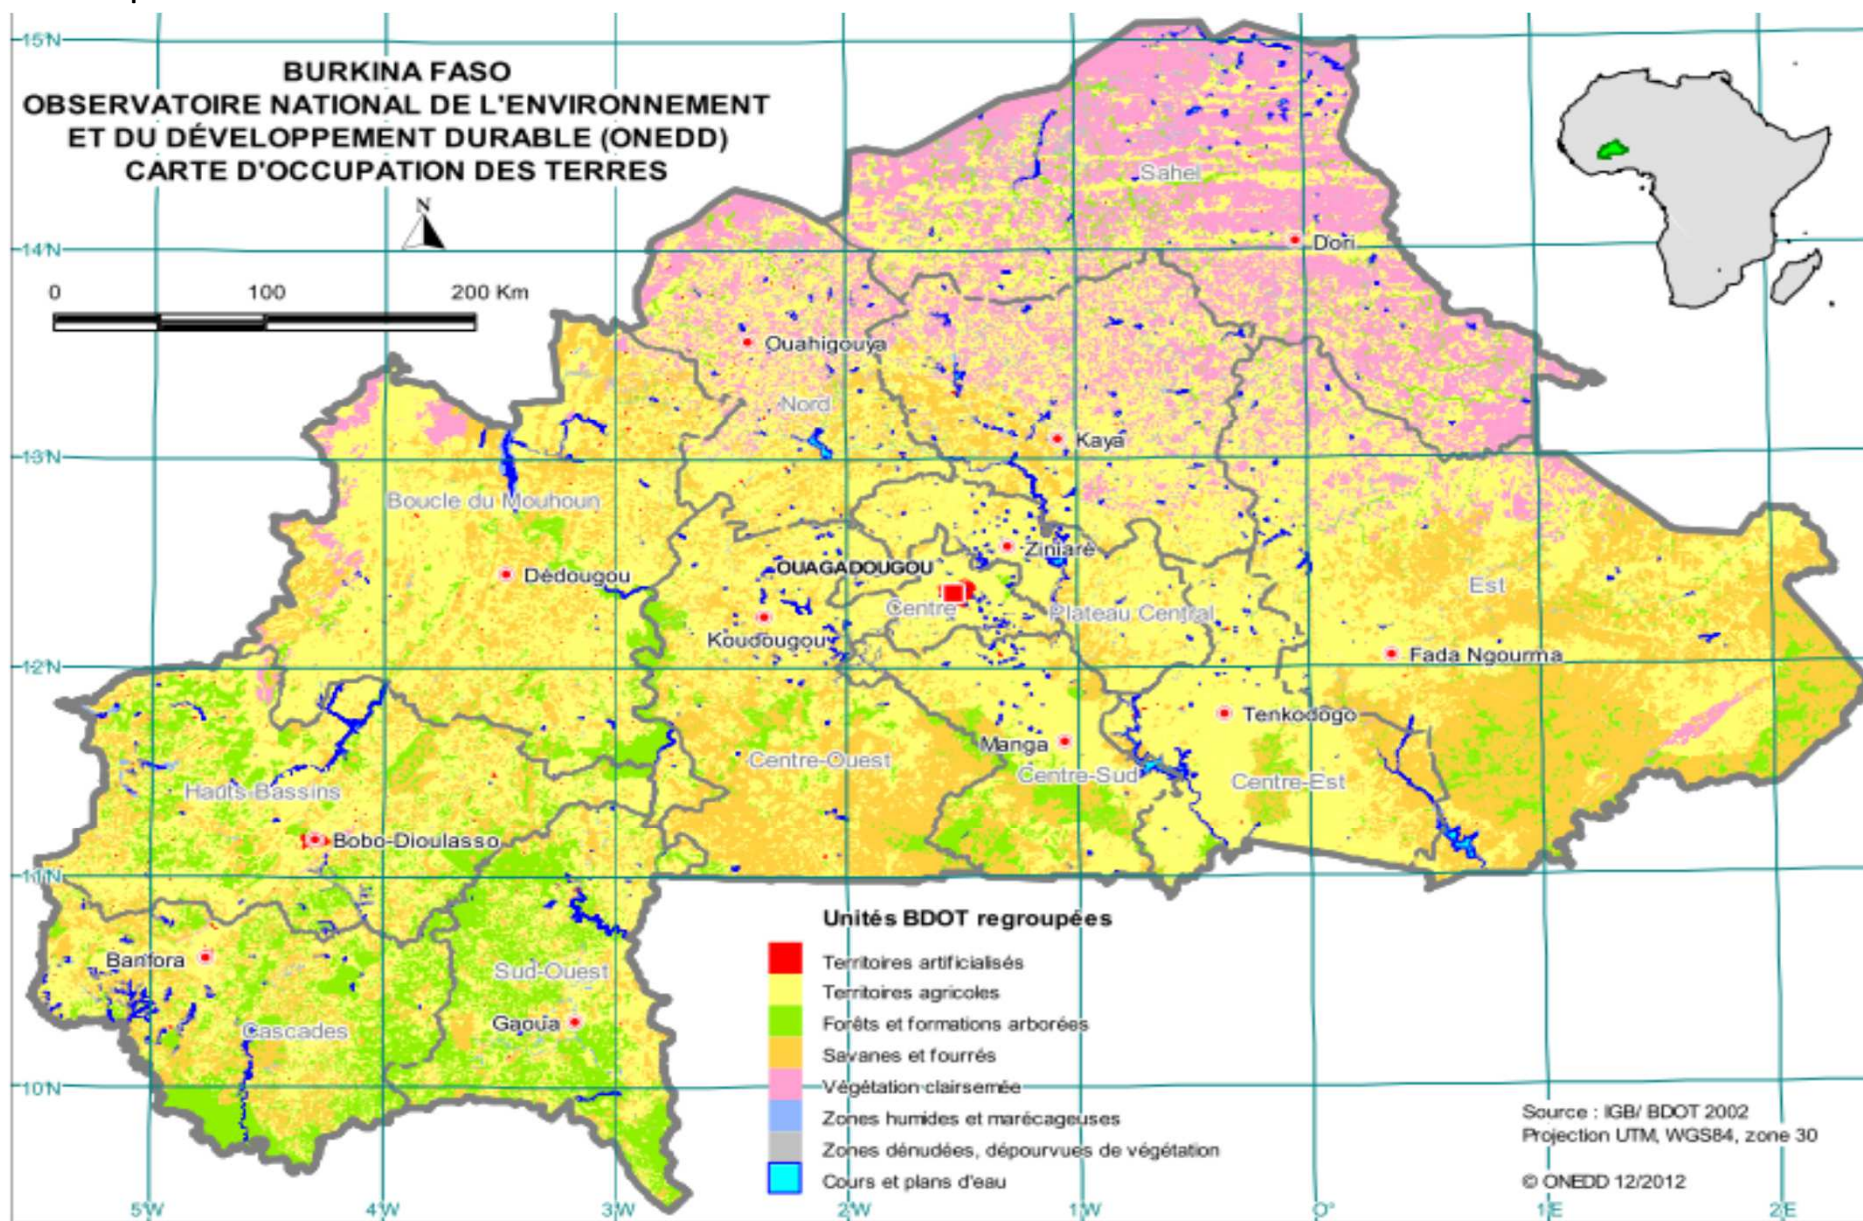 BURKINA FASO
OBSERVATOIRE NATIONAL DE L'ENVIRONNEMENT
ET DU DÉVELOPPEMENT DURABLE (ONEDD)
CARTE D'OCCUPATION DES TERRES
N
0 100 200 Km
15°N
14°N
13°N
12°N
11°N
10°N
Sahel
Dori
Ouahigouya
Nord
Kaya
Boucle du Mouhoun
Ziniaré
OUAGADOUGOU
Dédougou
Centre
Plateau Central
Est
Koudougou
Fada Ngourma
Tenkodogo
Manga
Centre-Ouest
Centre-Sud
Centre-Est
Hauts Bassins
Bobo-Dioulasso
Banfora
Sud-Ouest
Gaoua
Cascades
Unités BDOT regroupées
Territoires artificialisés
Territoires agricoles
Forêts et formations arborées
Savanes et fourrés
Végétation clairsemée
Zones humides et marécageuses
Zones dénudées, dépourvues de végétation
Cours et plans d'eau
Source : IGB/ BDOT 2002
Projection UTM, WGS84, zone 30
© ONEDD 12/2012
5°W 4°W 3°W 2°W 1°W 0° 1°E 2°E